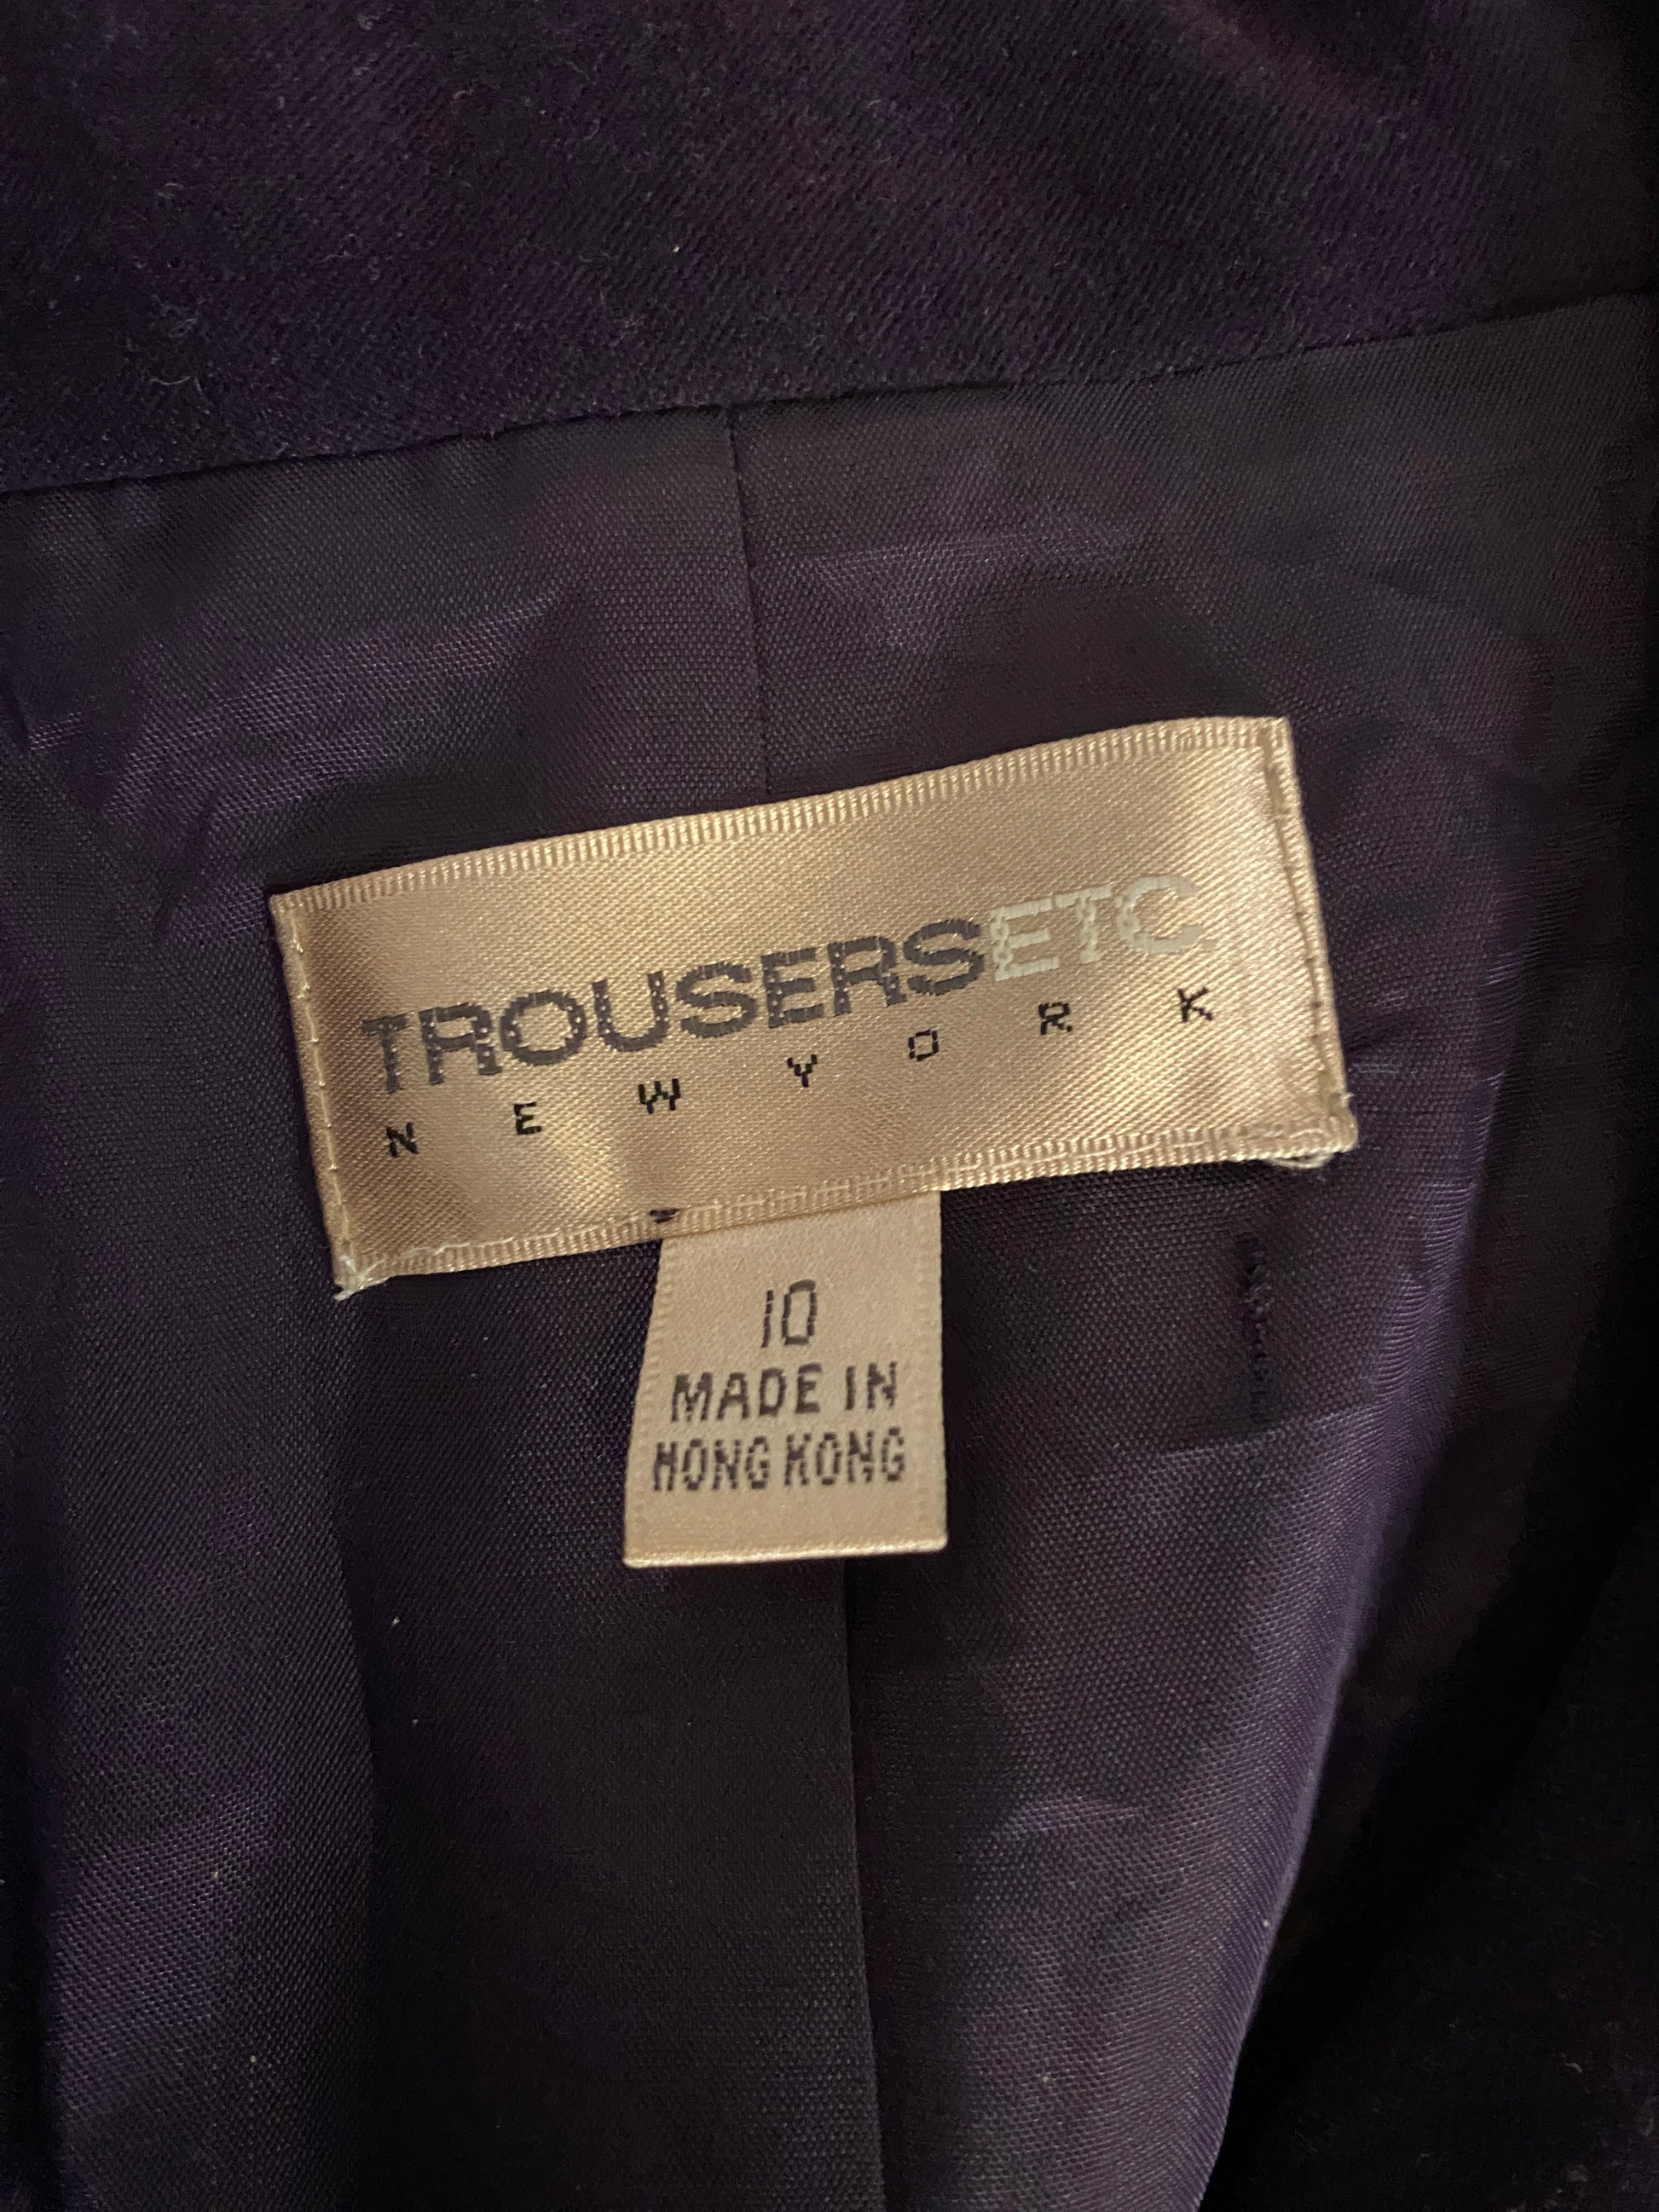 TROUSERSETC
NEW YORK
10
MADE IN
HONG KONG